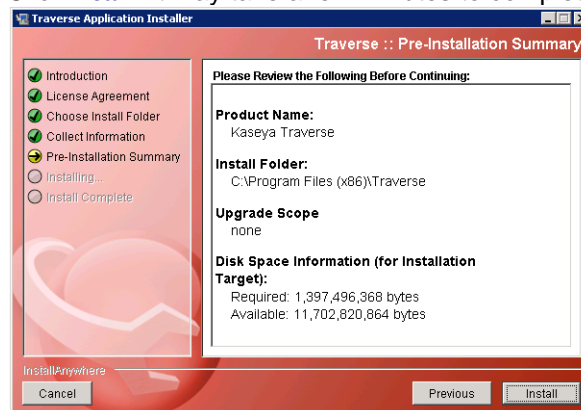 Traverse Application Installer
Traverse :: Pre-Installation Summary
Introduction
License Agreement
Choose Install Folder
Collect Information
Pre-Installation Summary
Installing...
Install Complete
Please Review the Following Before Continuing:
Product Name:
Kaseya Traverse
Install Folder:
C:\Program Files (x86)\Traverse
Upgrade Scope
none
Disk Space Information (for Installation
Target):
Required: 1,397,496,368 bytes
Available: 11,702,820,864 bytes
InstallAnywhere
Cancel
Previous
Install